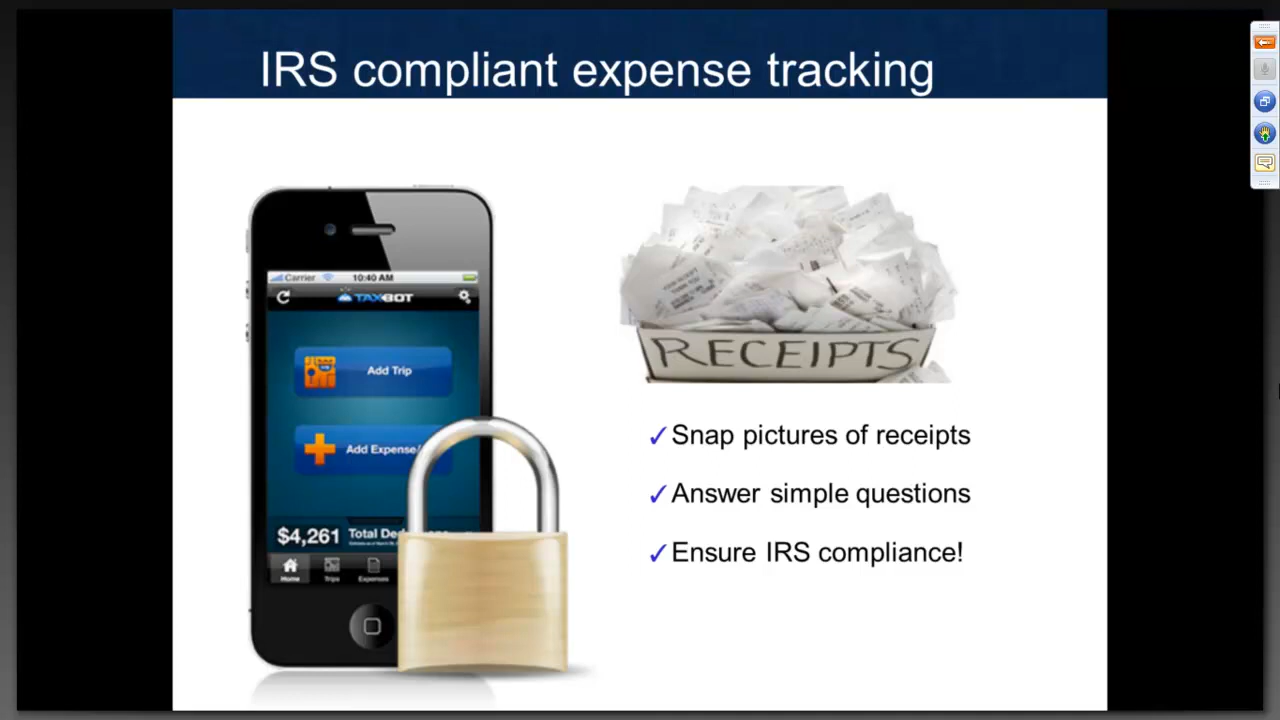 IRS compliant expense tracking
Carrier 10:40 AM
TAXBOT
Add Trip
Add Expense/
$4,261 Total Ded
Home Trips Expenses
RECEIPTS
✓Snap pictures of receipts
✓Answer simple questions
✓Ensure IRS compliance!